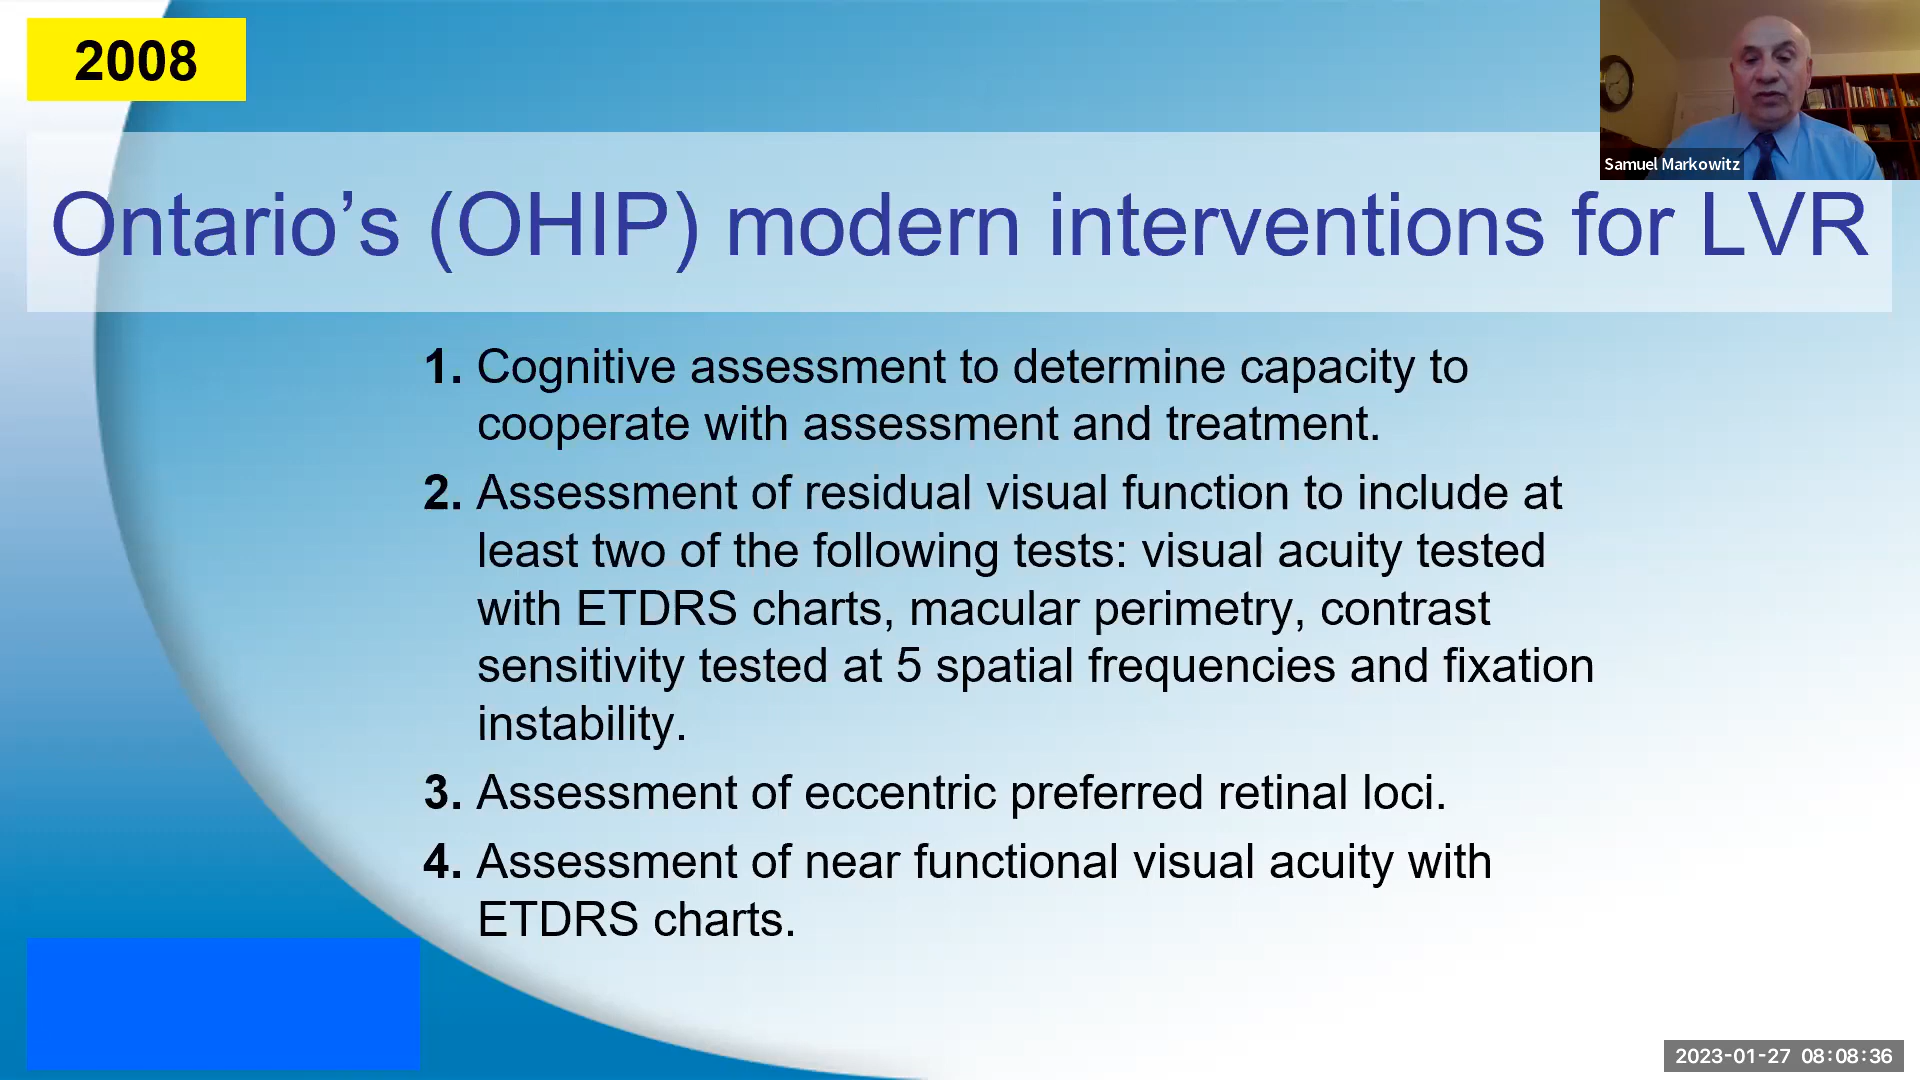 2008
Samuel Markowitz
Ontario’s (OHIP) modern interventions for LVR
1. Cognitive assessment to determine capacity to
cooperate with assessment and treatment.
2. Assessment of residual visual function to include at
least two of the following tests: visual acuity tested
with ETDRS charts, macular perimetry, contrast
sensitivity tested at 5 spatial frequencies and fixation
instability.
3. Assessment of eccentric preferred retinal loci.
4. Assessment of near functional visual acuity with
ETDRS charts.
2023-01-27 08:08:36